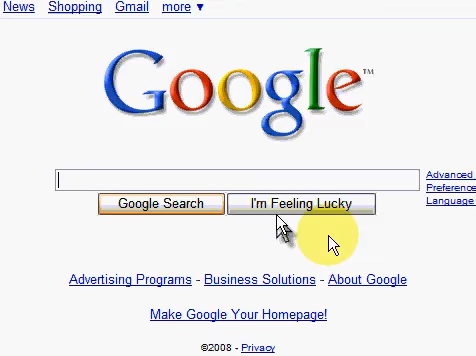 News Shopping Gmail more ▼
Google™
Advanced
Preference
Language
Google Search I'm Feeling Lucky
Advertising Programs - Business Solutions - About Google
Make Google Your Homepage!
©2008 - Privacy